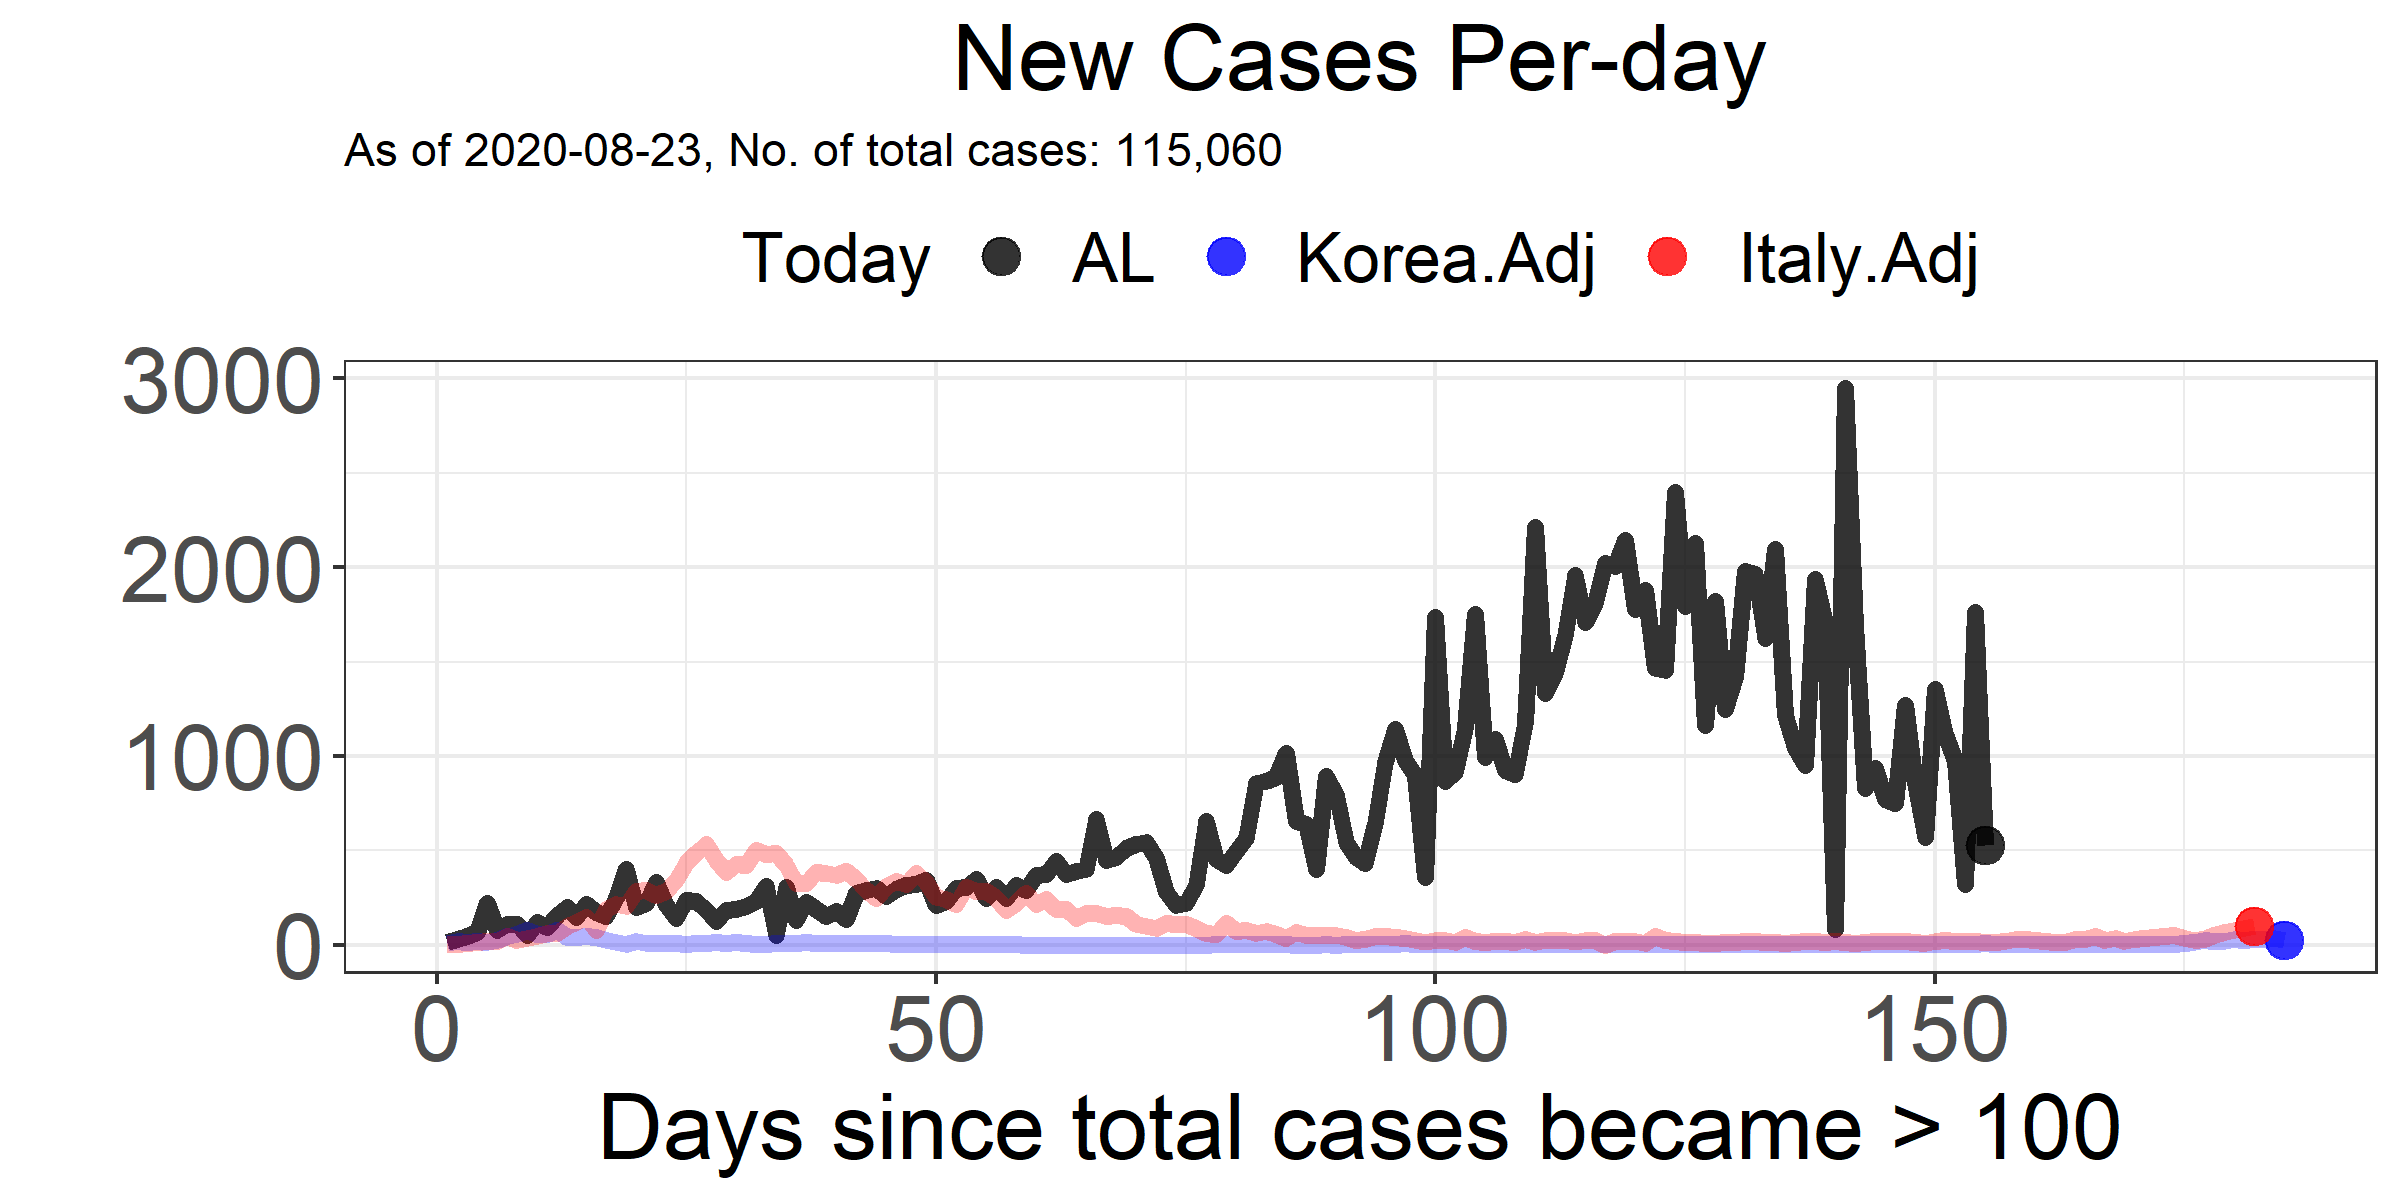 New Cases Per-day
As of 2020-08-23, No. of total cases: 115,060
Today AL Korea.Adj Italy.Adj
3000
2000
1000
0
0 50 100 150
Days since total cases became > 100